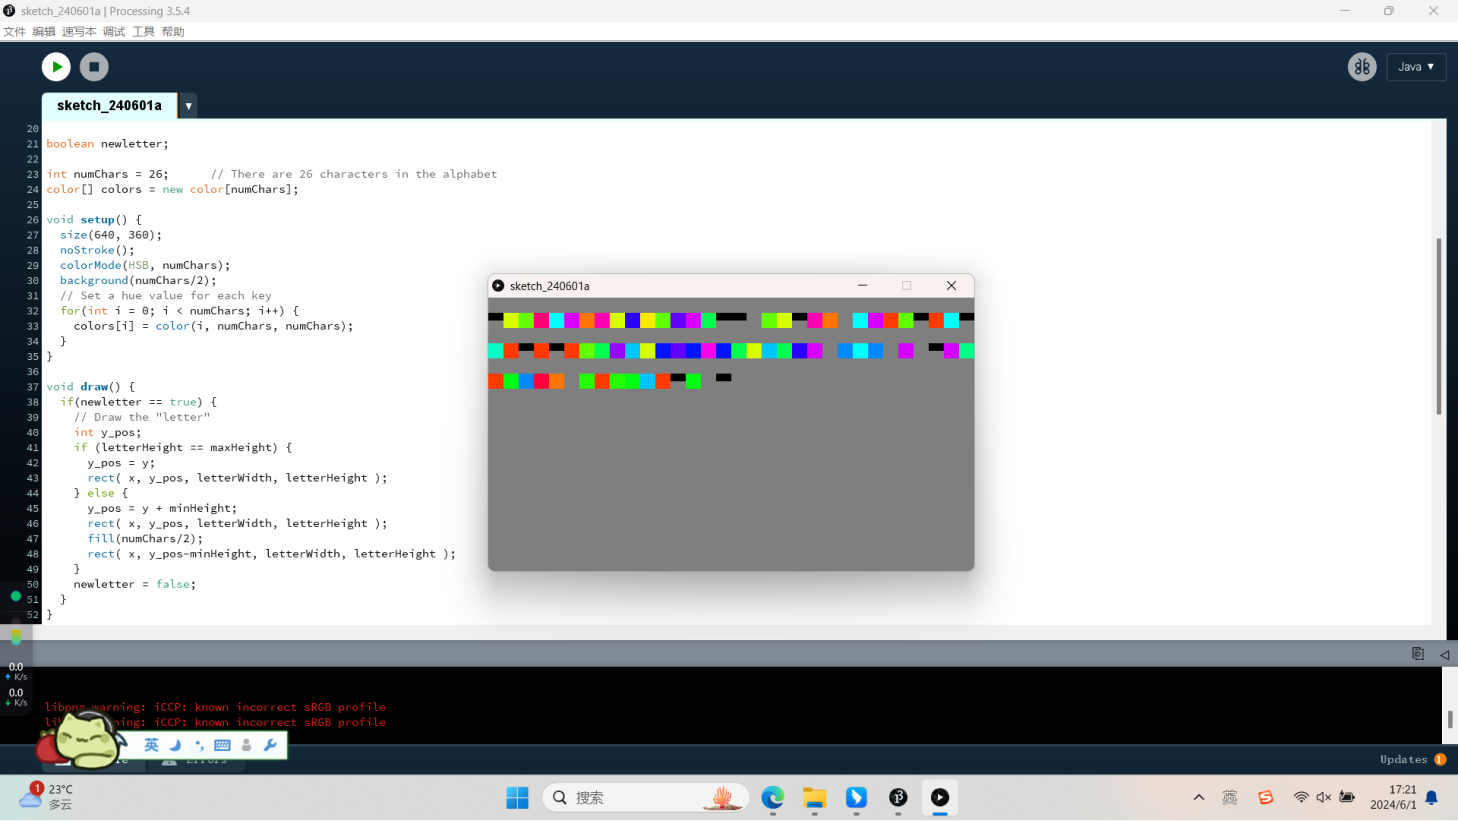 sketch_240601a | Processing 3.5.4
文件 编辑 速写本 调试 工具 帮助
Java ▼
sketch_240601a ▼
20
21 boolean newletter;
22
23 int numChars = 26;      // There are 26 characters in the alphabet
24 color[] colors = new color[numChars];
25
26 void setup() {
27   size(640, 360);
28   noStroke();
29   colorMode(HSB, numChars);
30   background(numChars/2);
31   // Set a hue value for each key
32   for(int i = 0; i < numChars; i++) {
33     colors[i] = color(i, numChars, numChars);
34   }
35 }
36
37 void draw() {
38   if(newletter == true) {
39     // Draw the "letter"
40     int y_pos;
41     if (letterHeight == maxHeight) {
42       y_pos = y;
43       rect( x, y_pos, letterWidth, letterHeight );
44     } else {
45       y_pos = y + minHeight;
46       rect( x, y_pos, letterWidth, letterHeight );
47       fill(numChars/2);
48       rect( x, y_pos-minHeight, letterWidth, letterHeight );
49     }
50     newletter = false;
51   }
52 }
sketch_240601a
0.0
K/s
0.0
K/s
libpng warning: iCCP: known incorrect sRGB profile
warning: iCCP: known incorrect sRGB profile
英
Errors
Updates 1
1
23°C
多云
搜索
英
17:21
2024/6/1